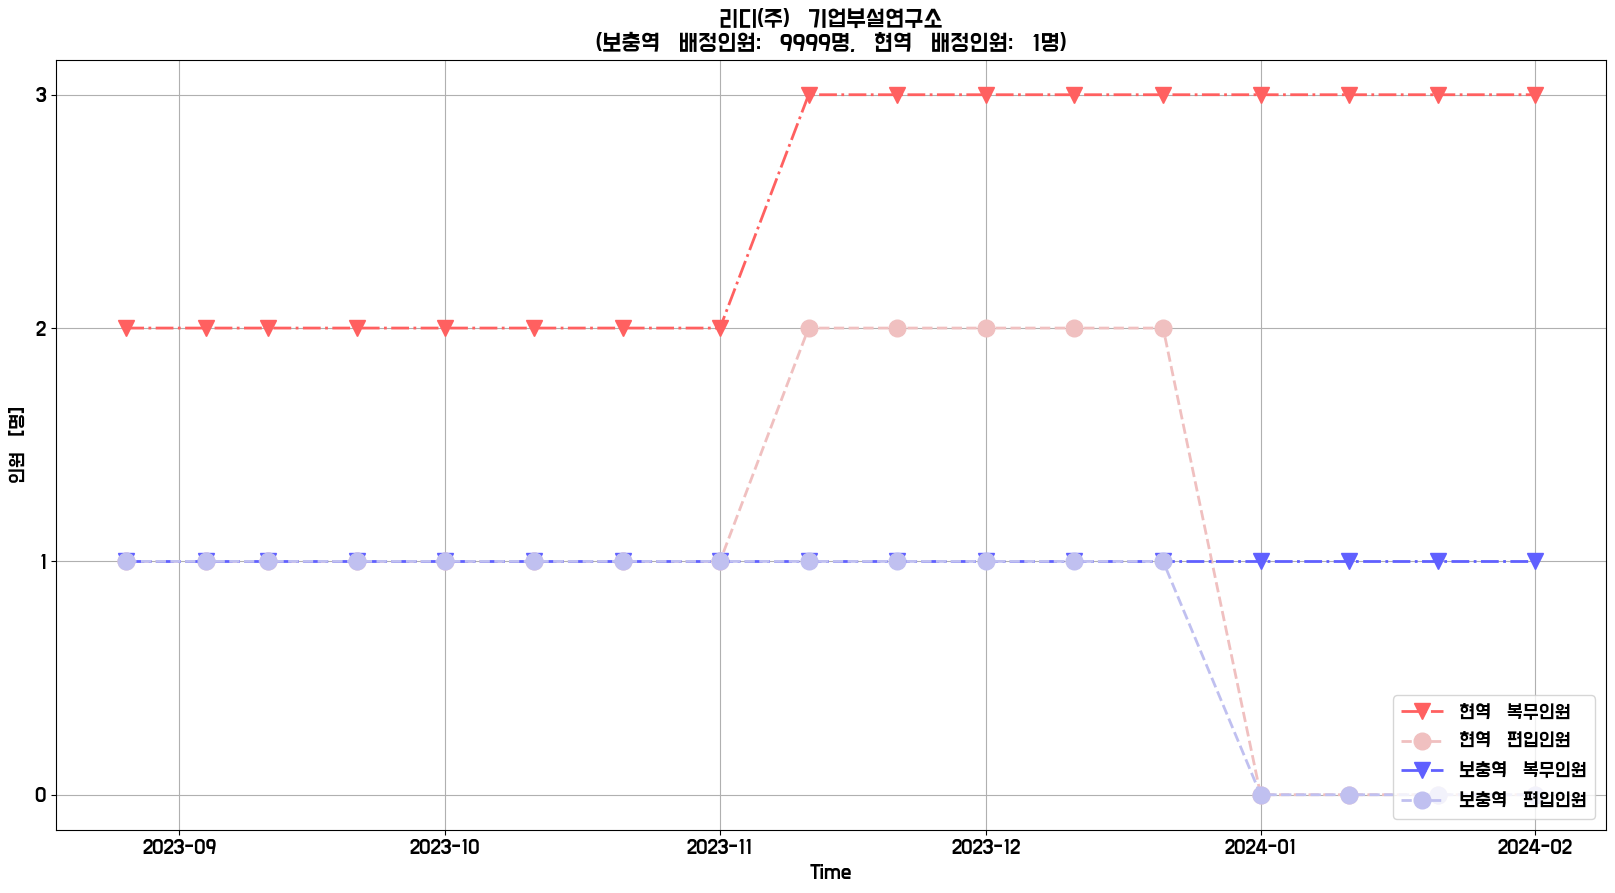 리디(주) 기업부설연구소
(보충역 배정인원: 9999명, 현역 배정인원: 1명)
3
2
1
0
인원 [명]
2023-09 2023-10 2023-11 2023-12 2024-01 2024-02
Time
현역 복무인원
현역 편입인원
보충역 복무인원
보충역 편입인원